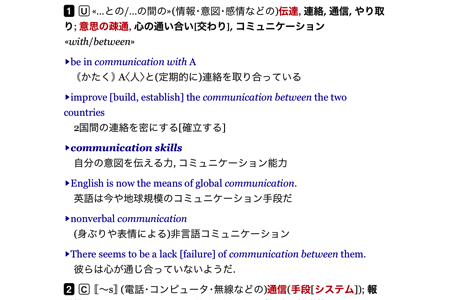 1 U «…との/…の間の»(情報・意図・感情などの)伝達, 連絡, 通信, やり取
り; 意思の疎通, 心の通い合い[交わり], コミュニケーション
«with/between»
▶be in communication with A
⦅かたく⦆A〈人〉と(定期的に)連絡を取り合っている
▶improve [build, establish] the communication between the two
countries
2国間の連絡を密にする[確立する]
▶communication skills
自分の意図を伝える力, コミュニケーション能力
▶English is now the means of global communication.
英語は今や地球規模のコミュニケーション手段だ
▶nonverbal communication
(身ぶりや表情による)非言語コミュニケーション
▶There seems to be a lack [failure] of communication between them.
彼らは心が通じ合っていないようだ.
2 C 〖~s〗(電話・コンピュータ・無線などの)通信(手段[システム]); 報